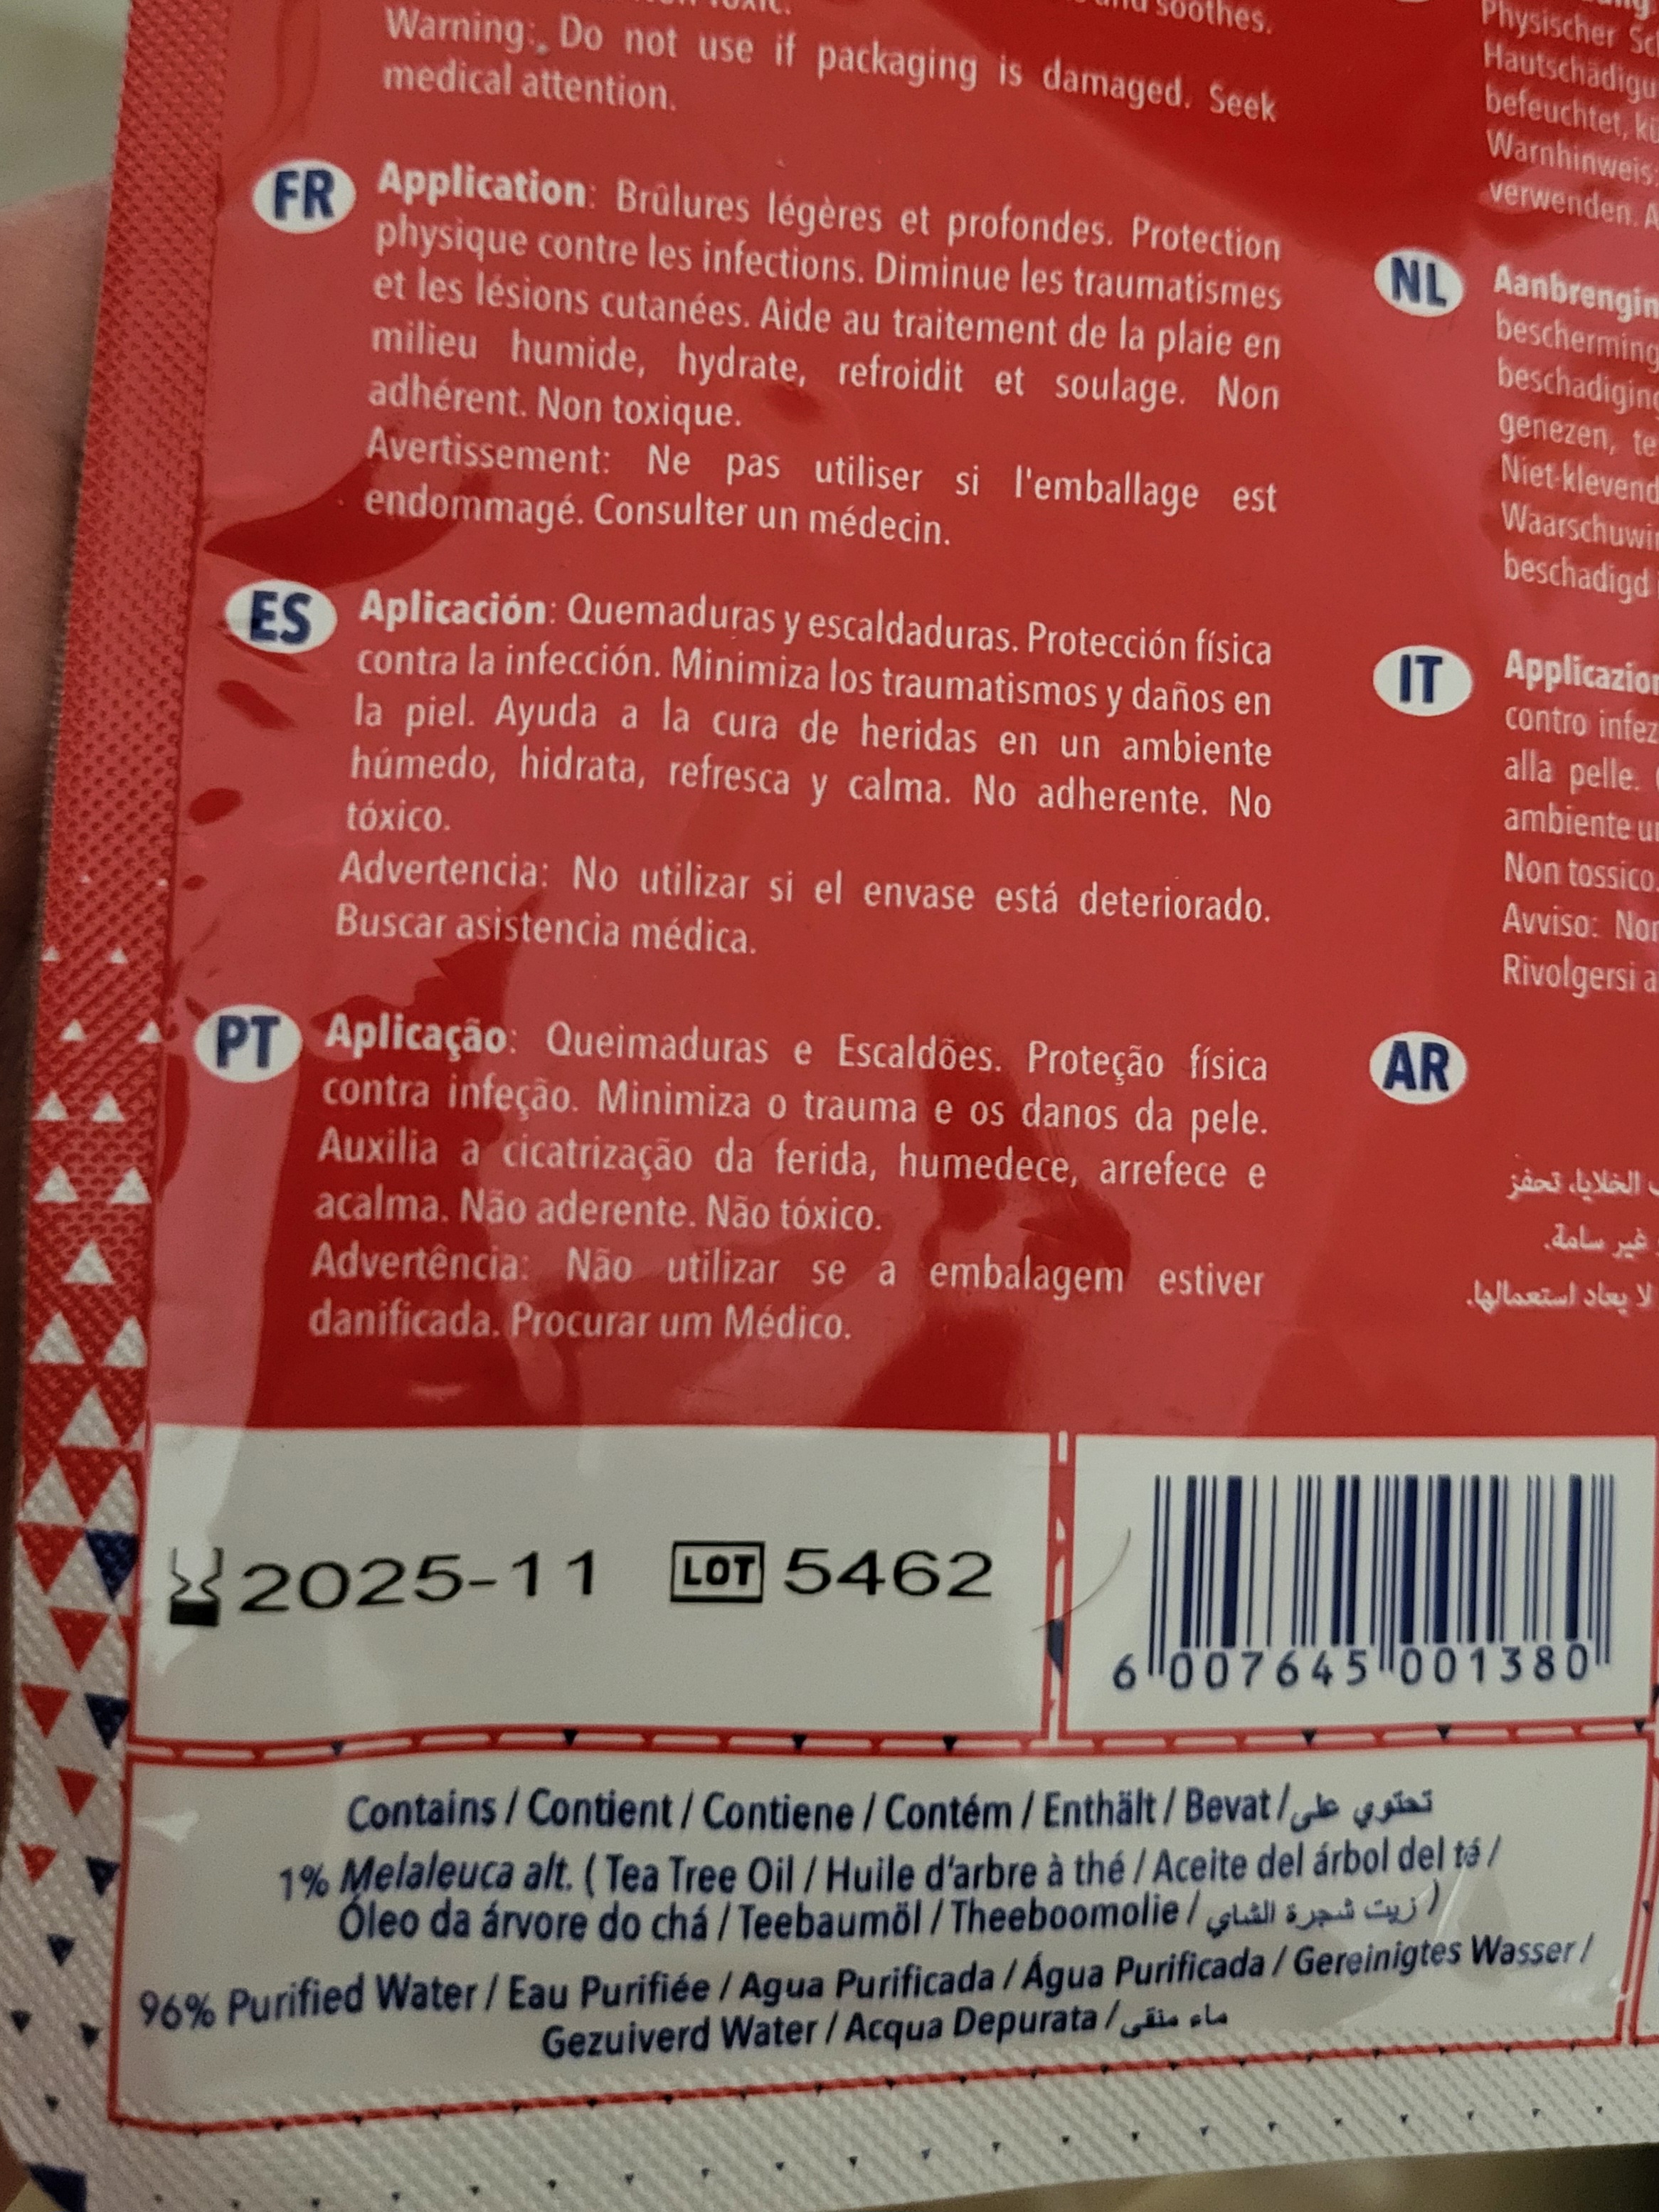 soothes.
Warning: Do not use if packaging is damaged. Seek
medical attention.
FR
Application: Brûlures légères et profondes. Protection
physique contre les infections. Diminue les traumatismes
et les lésions cutanées. Aide au traitement de la plaie en
milieu humide, hydrate, refroidit et soulage. Non
adhérent. Non toxique.
Avertissement: Ne pas utiliser si l'emballage est
endommagé. Consulter un médecin.
ES
Aplicación: Quemaduras y escaldaduras. Protección física
contra la infección. Minimiza los traumatismos y daños en
la piel. Ayuda a la cura de heridas en un ambiente
húmedo, hidrata, refresca y calma. No adherente. No
tóxico.
Advertencia: No utilizar si el envase está deteriorado.
Buscar asistencia médica.
PT
Aplicação: Queimaduras e Escaldões. Proteção física
contra infeção. Minimiza o trauma e os danos da pele.
Auxilia a cicatrização da ferida, humedece, arrefece e
acalma. Não aderente. Não tóxico.
Advertência: Não utilizar se a embalagem estiver
danificada. Procurar um Médico.
Physischer
befeuchtet,
Warnhinweis:
verwenden.
NL
genezen,
beschadigd
IT
contro
alla pelle.
ambiente
Non tossico.
Avviso:
Rivolgersi
AR
الخلايا، تحفز
غير سامة.
لا يعاد استعمالها.
2025-11 LOT 5462
6 007645 001380
Contains / Contient / Contiene / Contém / Enthält / Bevat / تحتوي على
1% Melaleuca alt. ( Tea Tree Oil / Huile d'arbre à thé / Aceite del árbol del té /
Óleo da árvore do chá / Teebaumöl / Theeboomolie / زيت شجرة الشاي )
96% Purified Water / Eau Purifiée / Agua Purificada / Água Purificada / Gereinigtes Wasser /
Gezuiverd Water / Acqua Depurata / ماء منقى